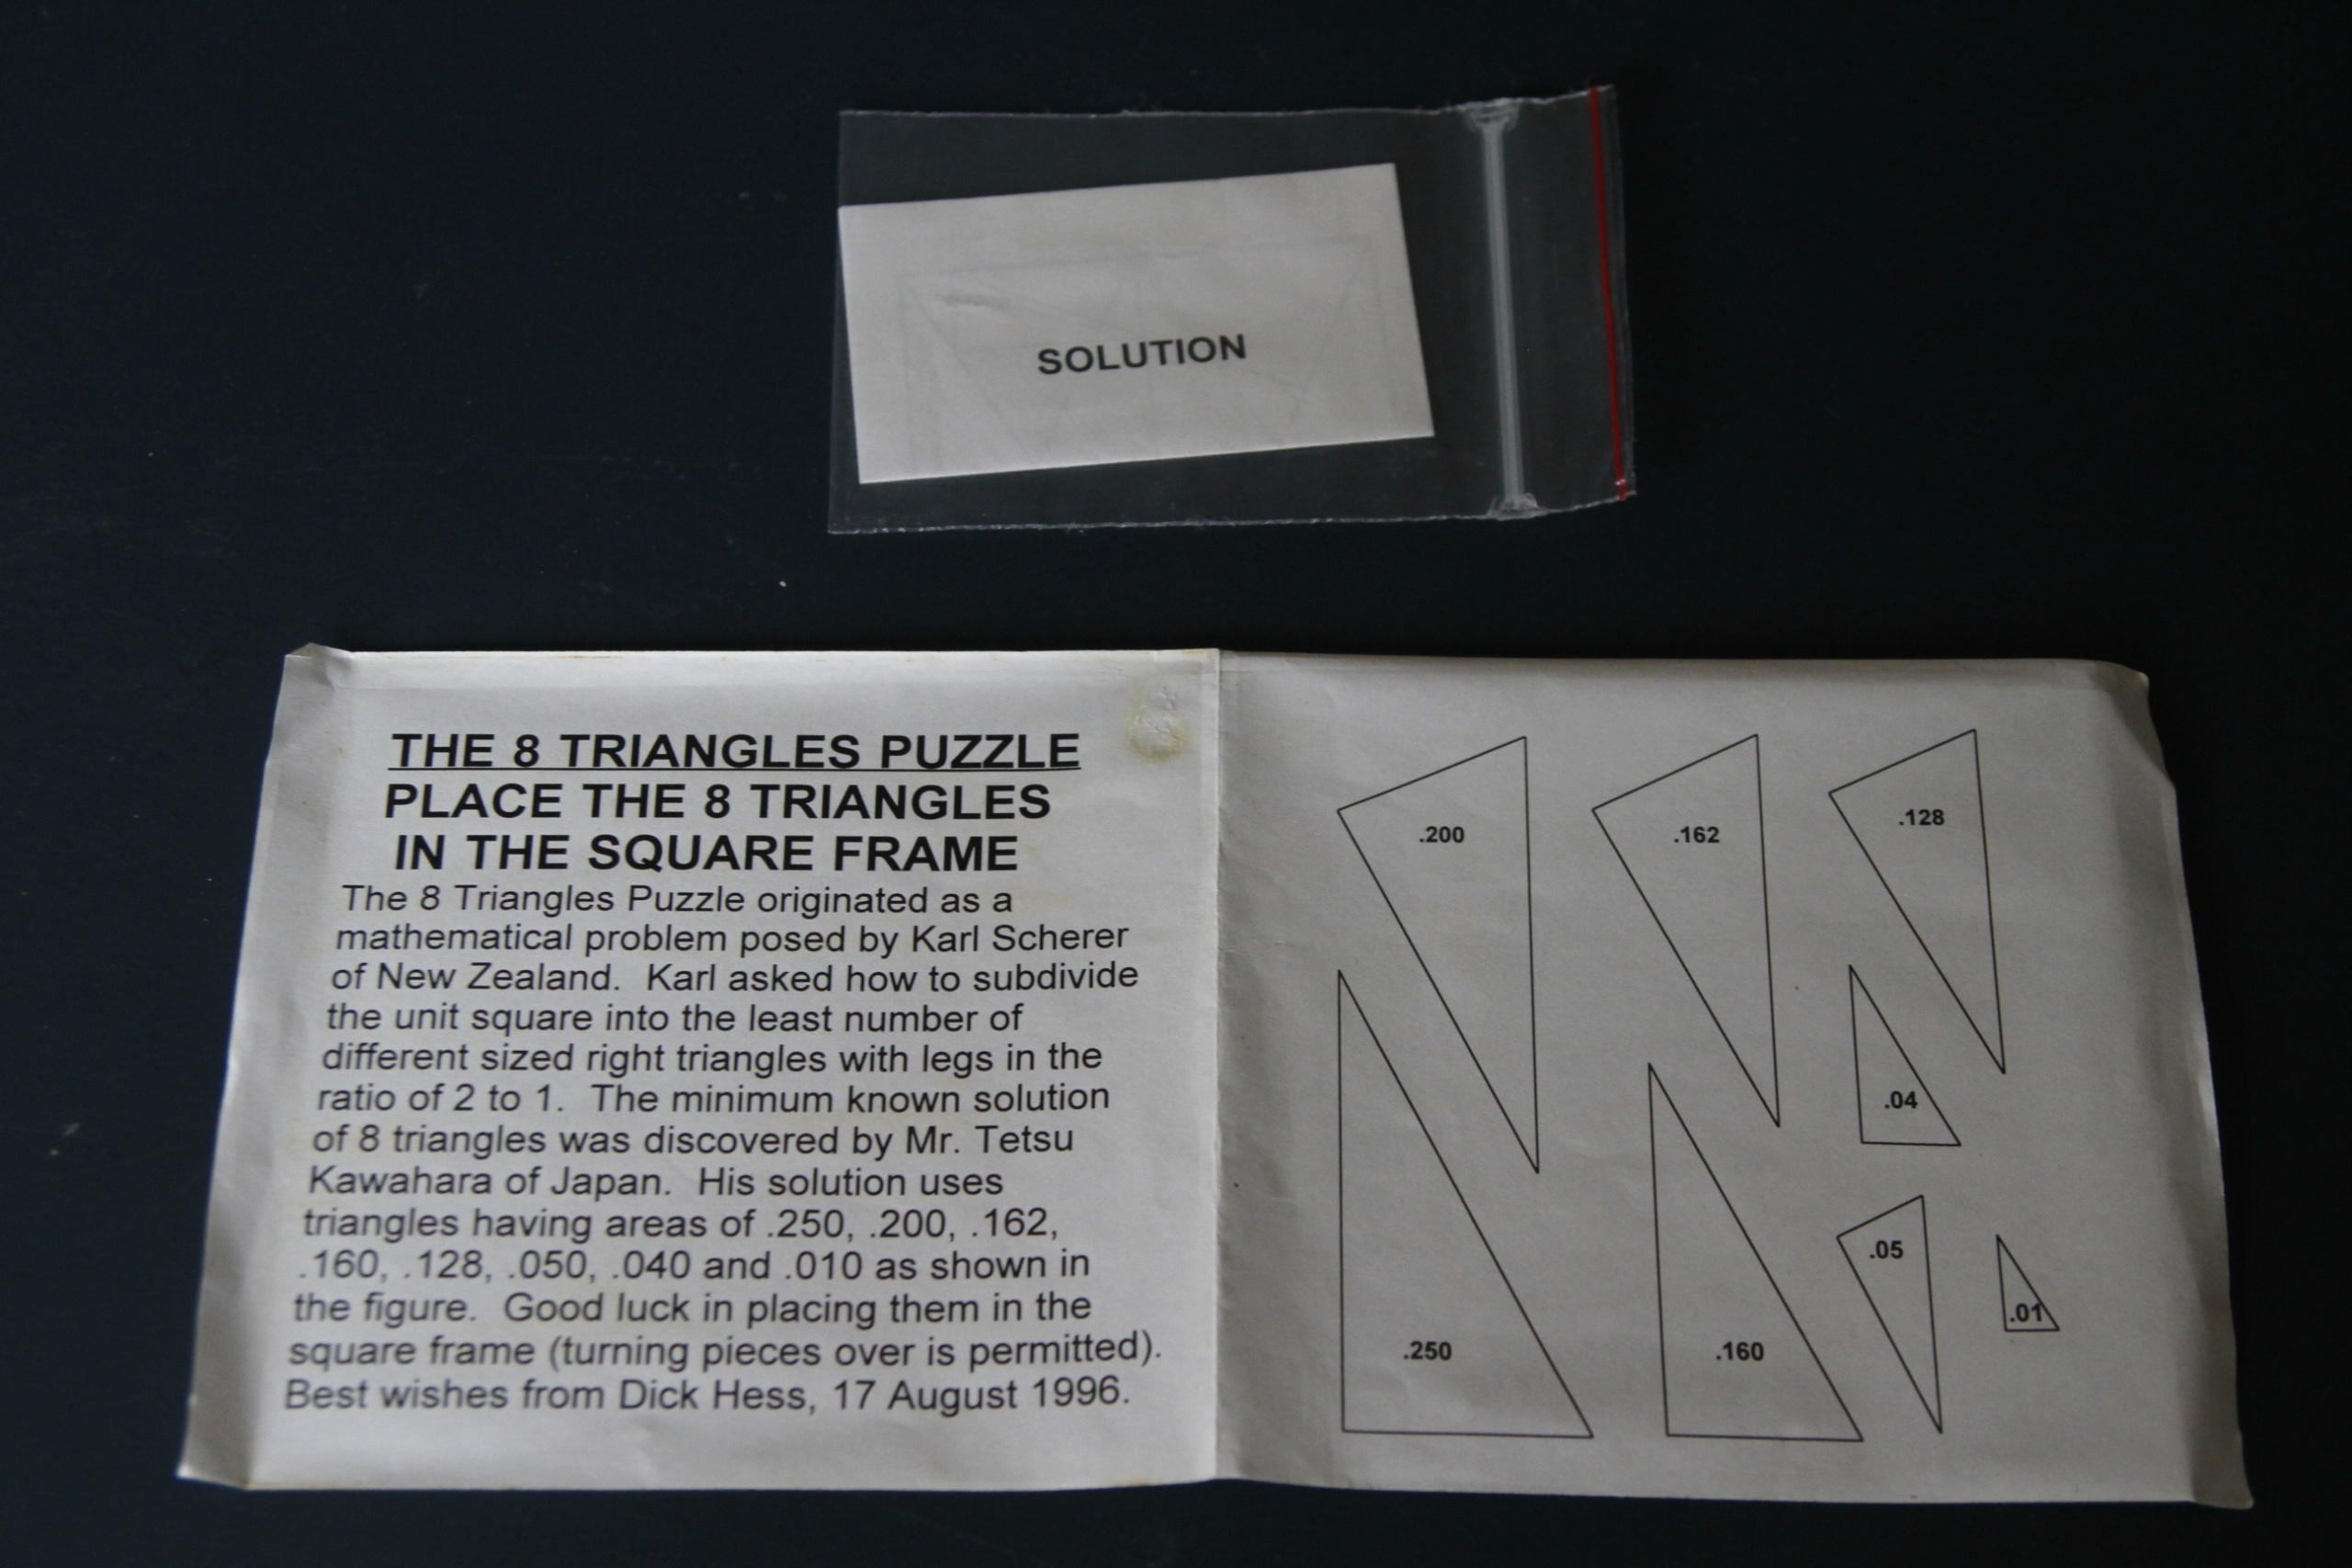 SOLUTION
THE 8 TRIANGLES PUZZLE
PLACE THE 8 TRIANGLES
IN THE SQUARE FRAME
The 8 Triangles Puzzle originated as a
mathematical problem posed by Karl Scherer
of New Zealand.  Karl asked how to subdivide
the unit square into the least number of
different sized right triangles with legs in the
ratio of 2 to 1.  The minimum known solution
of 8 triangles was discovered by Mr. Tetsu
Kawahara of Japan.  His solution uses
triangles having areas of .250, .200, .162,
.160, .128, .050, .040 and .010 as shown in
the figure.  Good luck in placing them in the
square frame (turning pieces over is permitted).
Best wishes from Dick Hess, 17 August 1996.
.200
.162
.128
.04
.05
.01
.250
.160